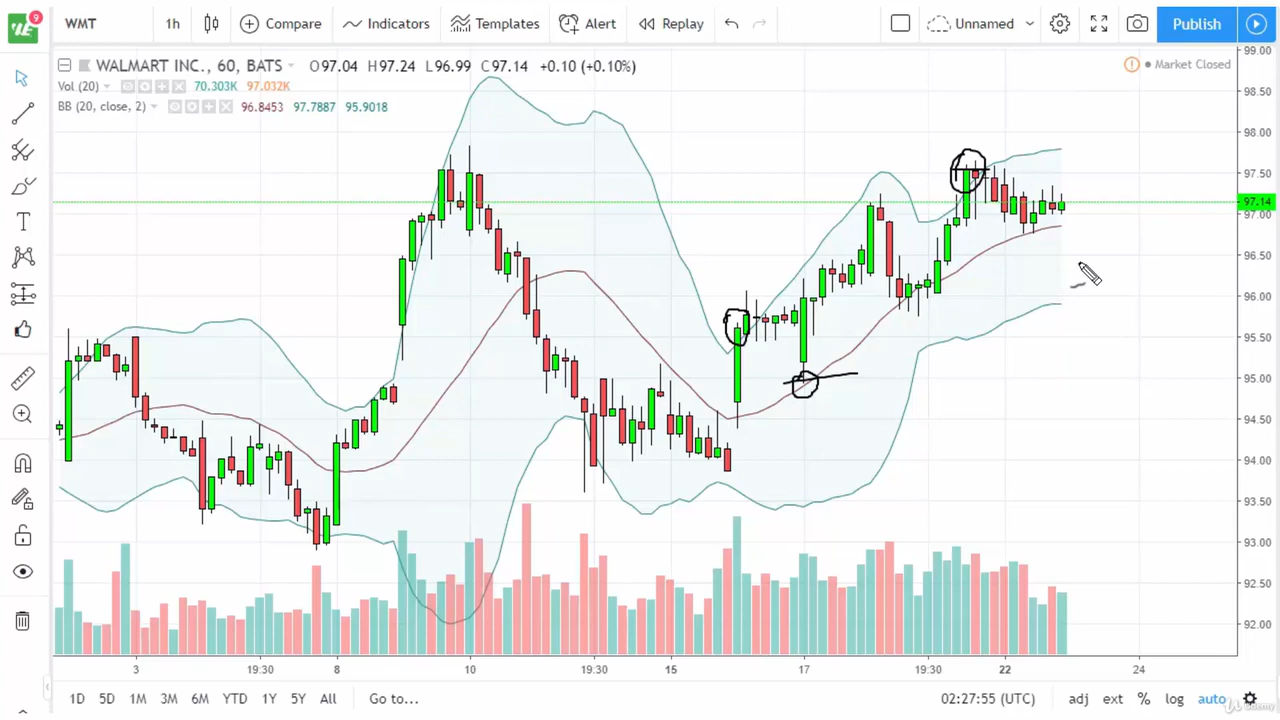 9
WMT 1h Compare Indicators Templates Alert Replay Unnamed Publish
WALMART INC., 60, BATS O97.04 H97.24 L96.99 C97.14 +0.10 (+0.10%) Market Closed
Vol (20) 70.303K 97.032K
BB (20, close, 2) 96.8453 97.7887 95.9018
99.00
98.50
98.00
97.50
97.14
97.00
96.50
96.00
95.50
95.00
94.50
94.00
93.50
93.00
92.50
92.00
3 19:30 8 10 19:30 15 17 19:30 22 24
1D 5D 1M 3M 6M YTD 1Y 5Y All Go to... 02:27:55 (UTC) adj ext % log auto
Udemy